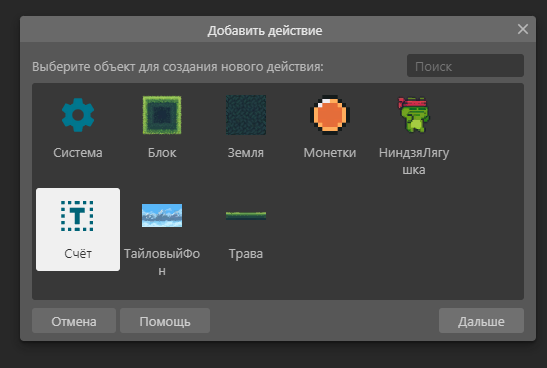 Добавить действие
Выберите объект для создания нового действия:
Поиск
Система
Блок
Земля
Монетки
НиндзяЛягу
шка
Счёт
ТайловыйФо
н
Трава
Отмена
Помощь
Дальше